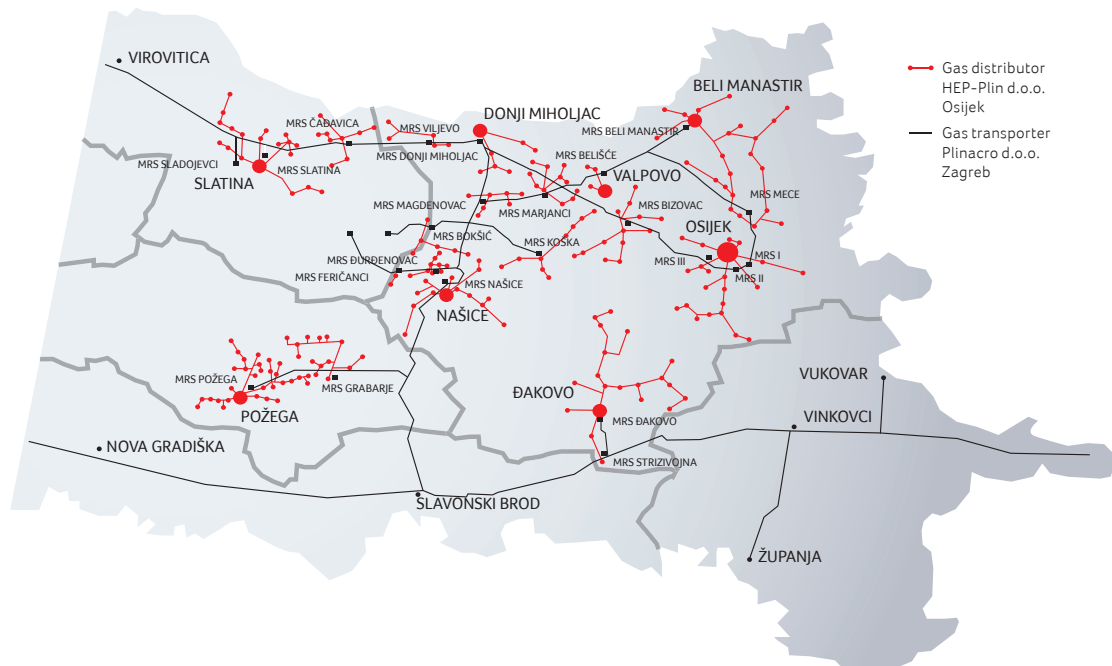 VIROVITICA
BELI MANASTIR
Gas distributor
HEP-Plin d.o.o.
Osijek
Gas transporter
Plinacro d.o.o.
Zagreb
DONJI MIHOLJAC
MRS ČAĐAVICA
MRS VILJEVO
MRS BELI MANASTIR
MRS SLADOJEVCI
MRS SLATINA
MRS DONJI MIHOLJAC
MRS BELIŠĆE
SLATINA
VALPOVO
MRS MECE
MRS MAGDENOVAC
MRS MARJANCI
MRS BIZOVAC
OSIJEK
MRS BOKŠIĆ
MRS KOSKA
MRS ĐURĐENOVAC
MRS III
MRS I
MRS FERIČANCI
MRS II
MRS NAŠICE
NAŠICE
MRS POŽEGA
MRS GRABARJE
VUKOVAR
ĐAKOVO
POŽEGA
MRS ĐAKOVO
VINKOVCI
NOVA GRADIŠKA
MRS STRIZIVOJNA
SLAVONSKI BROD
ŽUPANJA